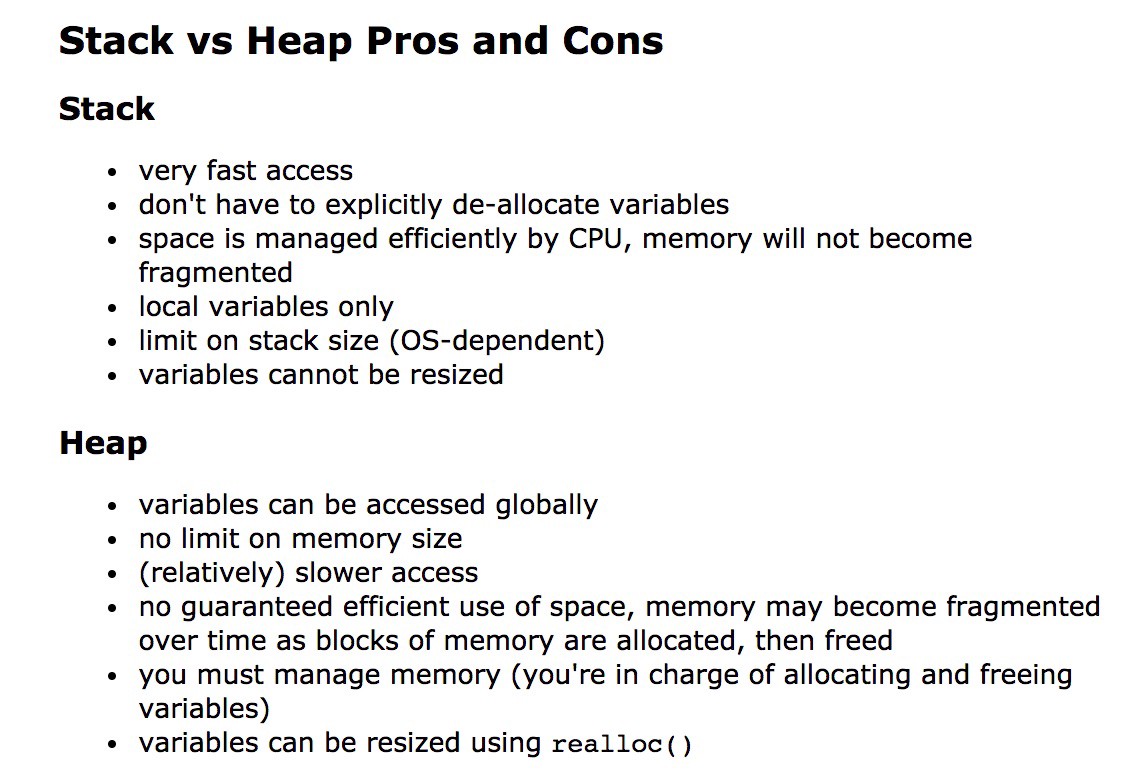 Stack vs Heap Pros and Cons
Stack
• very fast access
• don't have to explicitly de-allocate variables
• space is managed efficiently by CPU, memory will not become
fragmented
• local variables only
• limit on stack size (OS-dependent)
• variables cannot be resized
Heap
• variables can be accessed globally
• no limit on memory size
• (relatively) slower access
• no guaranteed efficient use of space, memory may become fragmented
over time as blocks of memory are allocated, then freed
• you must manage memory (you're in charge of allocating and freeing
variables)
• variables can be resized using realloc()